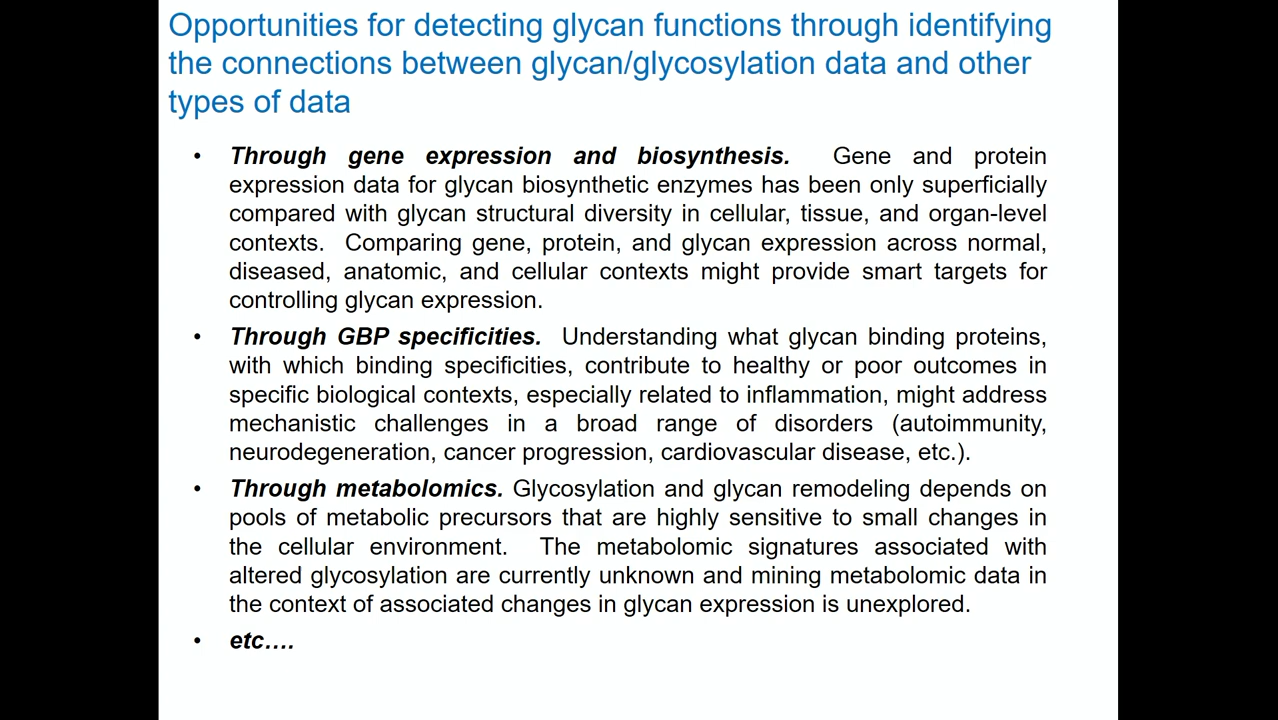 Opportunities for detecting glycan functions through identifying
the connections between glycan/glycosylation data and other
types of data
• Through gene expression and biosynthesis. Gene and protein
expression data for glycan biosynthetic enzymes has been only superficially
compared with glycan structural diversity in cellular, tissue, and organ-level
contexts. Comparing gene, protein, and glycan expression across normal,
diseased, anatomic, and cellular contexts might provide smart targets for
controlling glycan expression.
• Through GBP specificities. Understanding what glycan binding proteins,
with which binding specificities, contribute to healthy or poor outcomes in
specific biological contexts, especially related to inflammation, might address
mechanistic challenges in a broad range of disorders (autoimmunity,
neurodegeneration, cancer progression, cardiovascular disease, etc.).
• Through metabolomics. Glycosylation and glycan remodeling depends on
pools of metabolic precursors that are highly sensitive to small changes in
the cellular environment. The metabolomic signatures associated with
altered glycosylation are currently unknown and mining metabolomic data in
the context of associated changes in glycan expression is unexplored.
• etc….